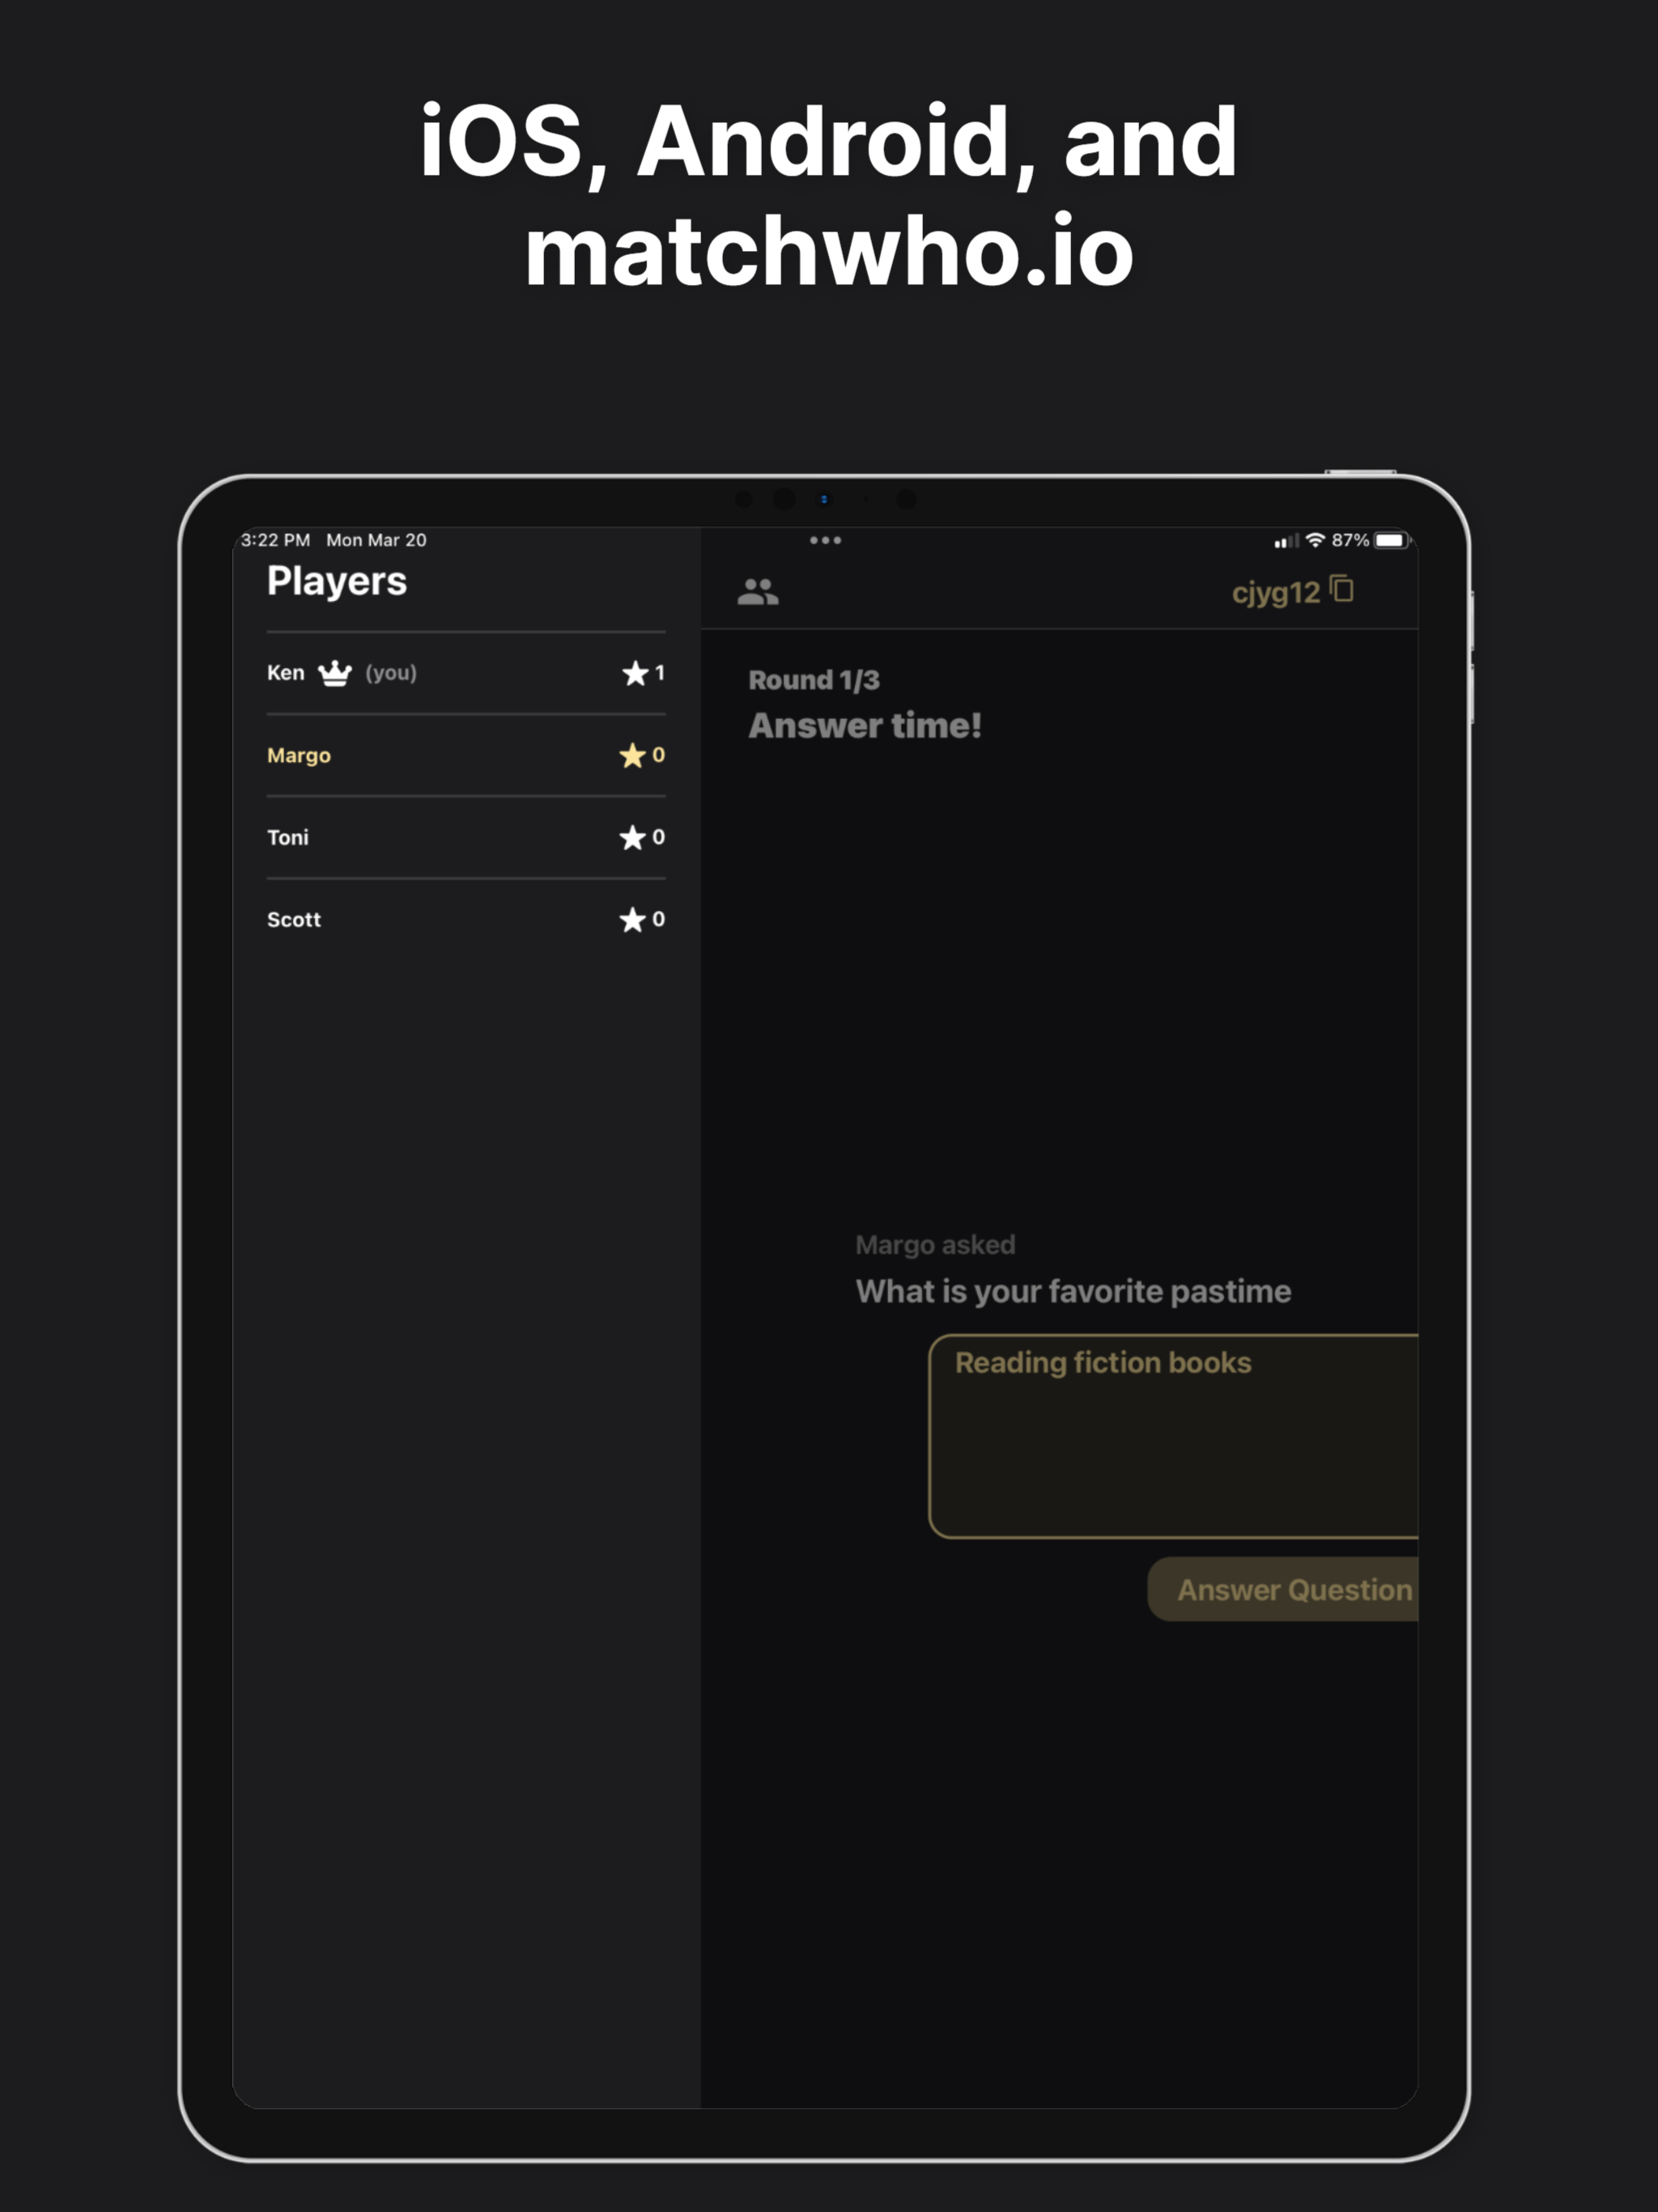 iOS, Android, and
matchwho.io
3:22 PM Mon Mar 20
87%
Players
Ken (you) 1
Margo 0
Toni 0
Scott 0
cjyg12
Round 1/3
Answer time!
Margo asked
What is your favorite pastime
Reading fiction books
Answer Question